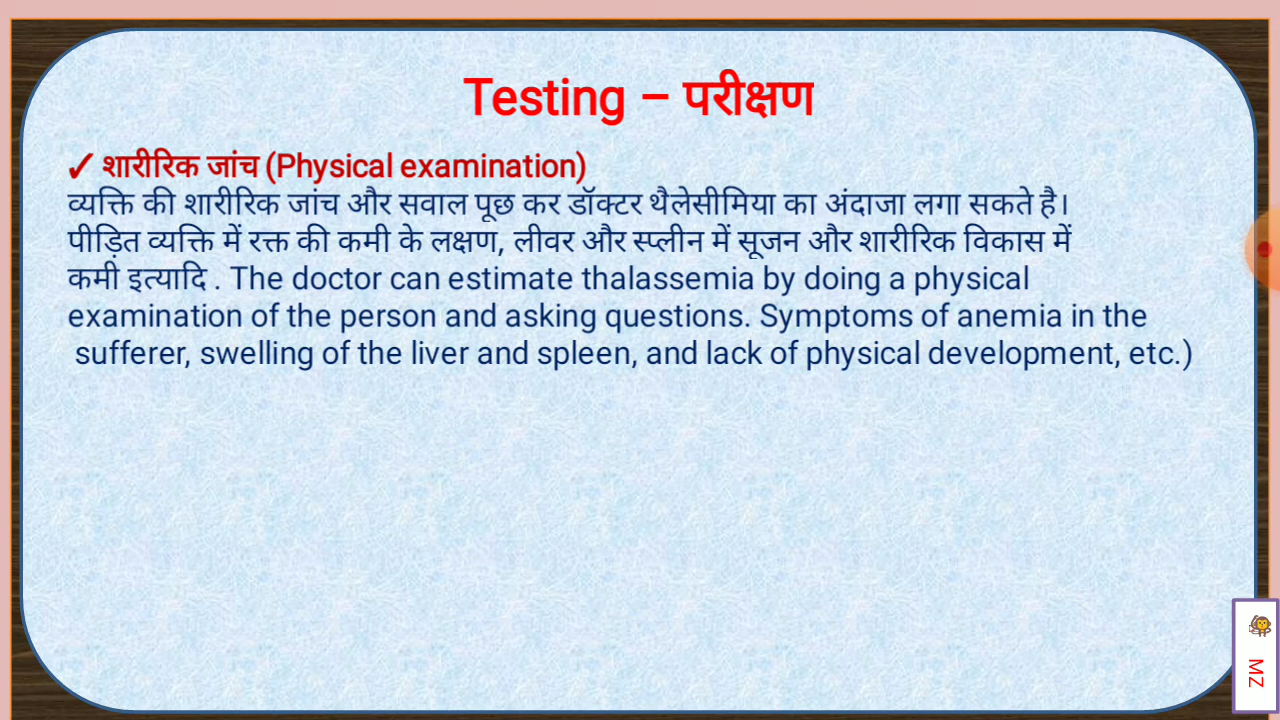 Testing – परीक्षण
✓ शारीरिक जांच (Physical examination)
व्यक्ति की शारीरिक जांच और सवाल पूछ कर डॉक्टर थैलेसीमिया का अंदाजा लगा सकते है।
पीड़ित व्यक्ति में रक्त की कमी के लक्षण, लीवर और स्प्लीन में सूजन और शारीरिक विकास में
कमी इत्यादि . The doctor can estimate thalassemia by doing a physical
examination of the person and asking questions. Symptoms of anemia in the
sufferer, swelling of the liver and spleen, and lack of physical development, etc.)
MZ